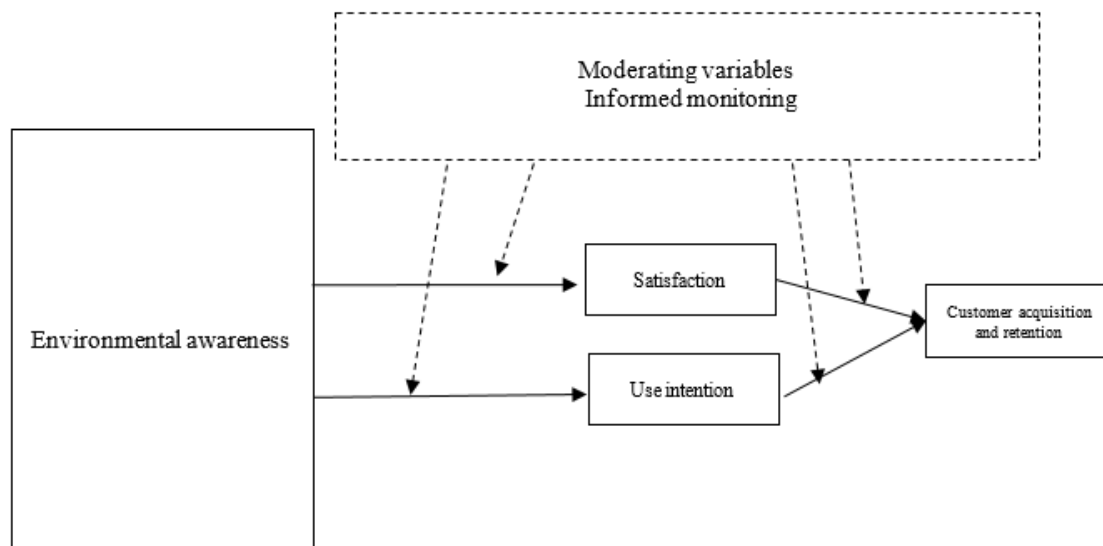 Moderating variables
Informed monitoring
Environmental awareness
Satisfaction
Use intention
Customer acquisition
and retention